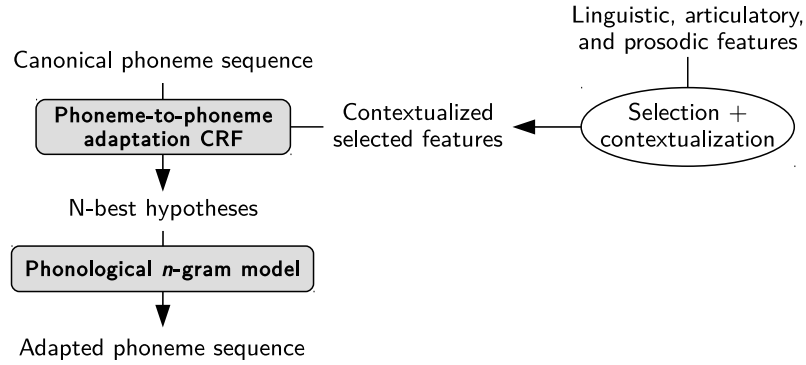 Linguistic, articulatory,
and prosodic features
Canonical phoneme sequence
Phoneme-to-phoneme
adaptation CRF
Contextualized
selected features
Selection +
contextualization
N-best hypotheses
Phonological n-gram model
Adapted phoneme sequence